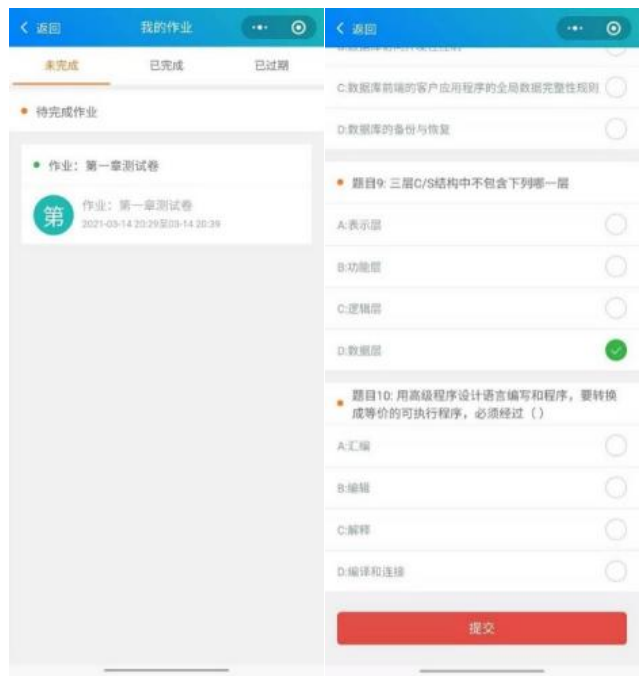 返回
我的作业
未完成
已完成
已过期
待完成作业
作业：第一章测试卷
第
作业：第一章测试卷
2021-03-14 20:29至03-14 20:39
返回
C:数据库前端的客户应用程序的全局数据完整性规则
D:数据库的备份与恢复
题目9: 三层C/S结构中不包含下列哪一层
A:表示层
B:功能层
C:逻辑层
D:数据层
题目10: 用高级程序设计语言编写和程序，要转换
成等价的可执行程序，必须经过（）
A:汇编
B:编辑
C:解释
D:编译和连接
提交